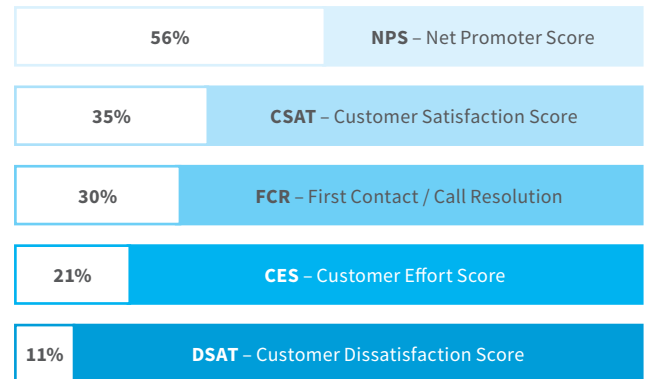 56% NPS – Net Promoter Score
35% CSAT – Customer Satisfaction Score
30% FCR – First Contact / Call Resolution
21% CES – Customer Effort Score
11% DSAT – Customer Dissatisfaction Score